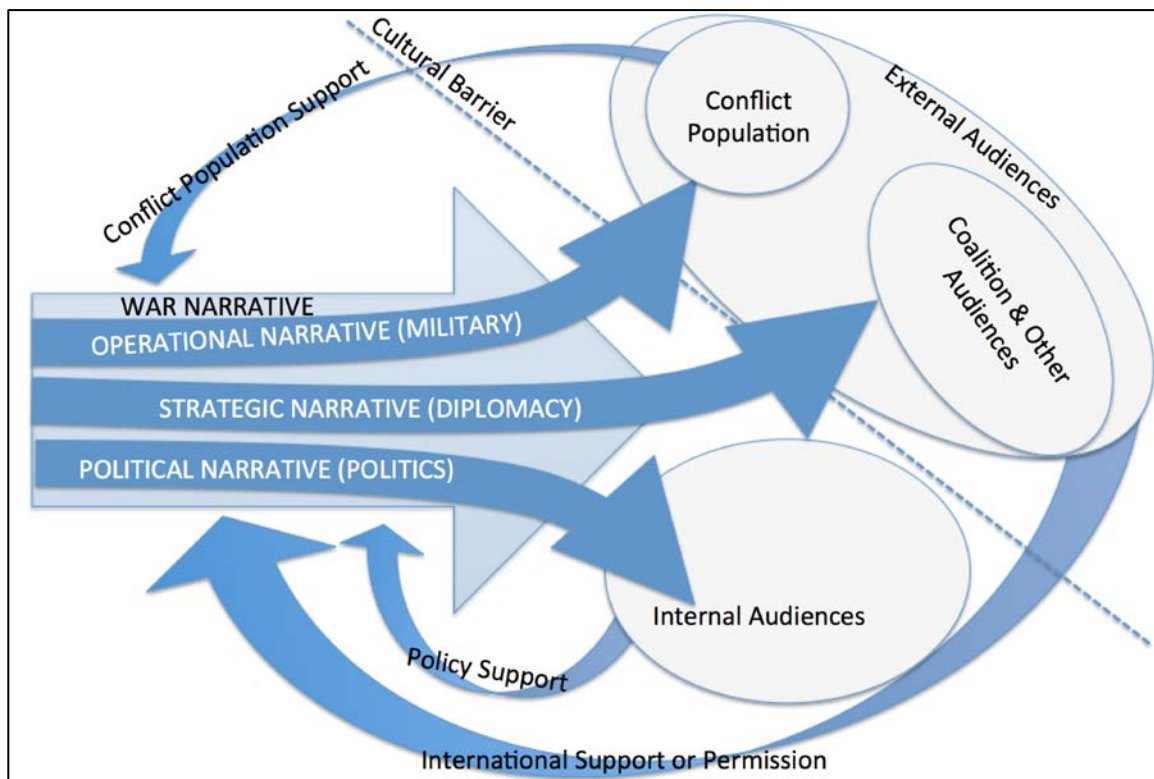 Cultural Barrier
Conflict Population Support
External Audiences
Conflict
Population
Coalition & Other
Audiences
WAR NARRATIVE
OPERATIONAL NARRATIVE (MILITARY)
STRATEGIC NARRATIVE (DIPLOMACY)
POLITICAL NARRATIVE (POLITICS)
Internal Audiences
Policy Support
International Support or Permission